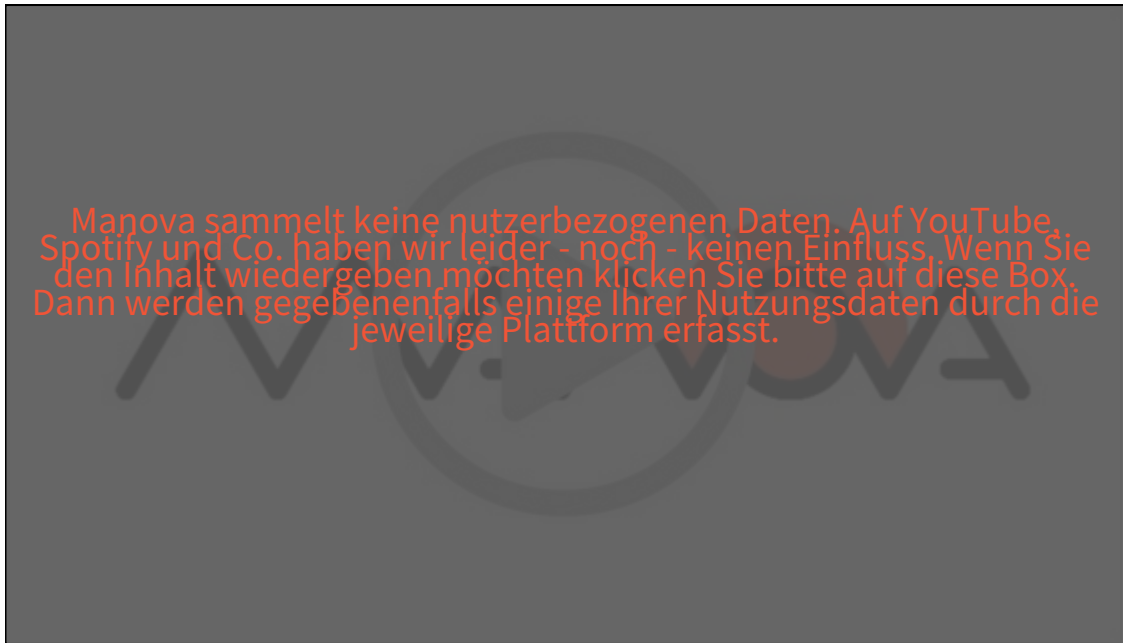 Manova sammelt keine nutzerbezogenen Daten. Auf YouTube,
Spotify und Co. haben wir leider - noch - keinen Einfluss. Wenn Sie
den Inhalt wiedergeben möchten klicken Sie bitte auf diese Box.
Dann werden gegebenenfalls einige Ihrer Nutzungsdaten durch die
jeweilige Plattform erfasst.
MANOVA